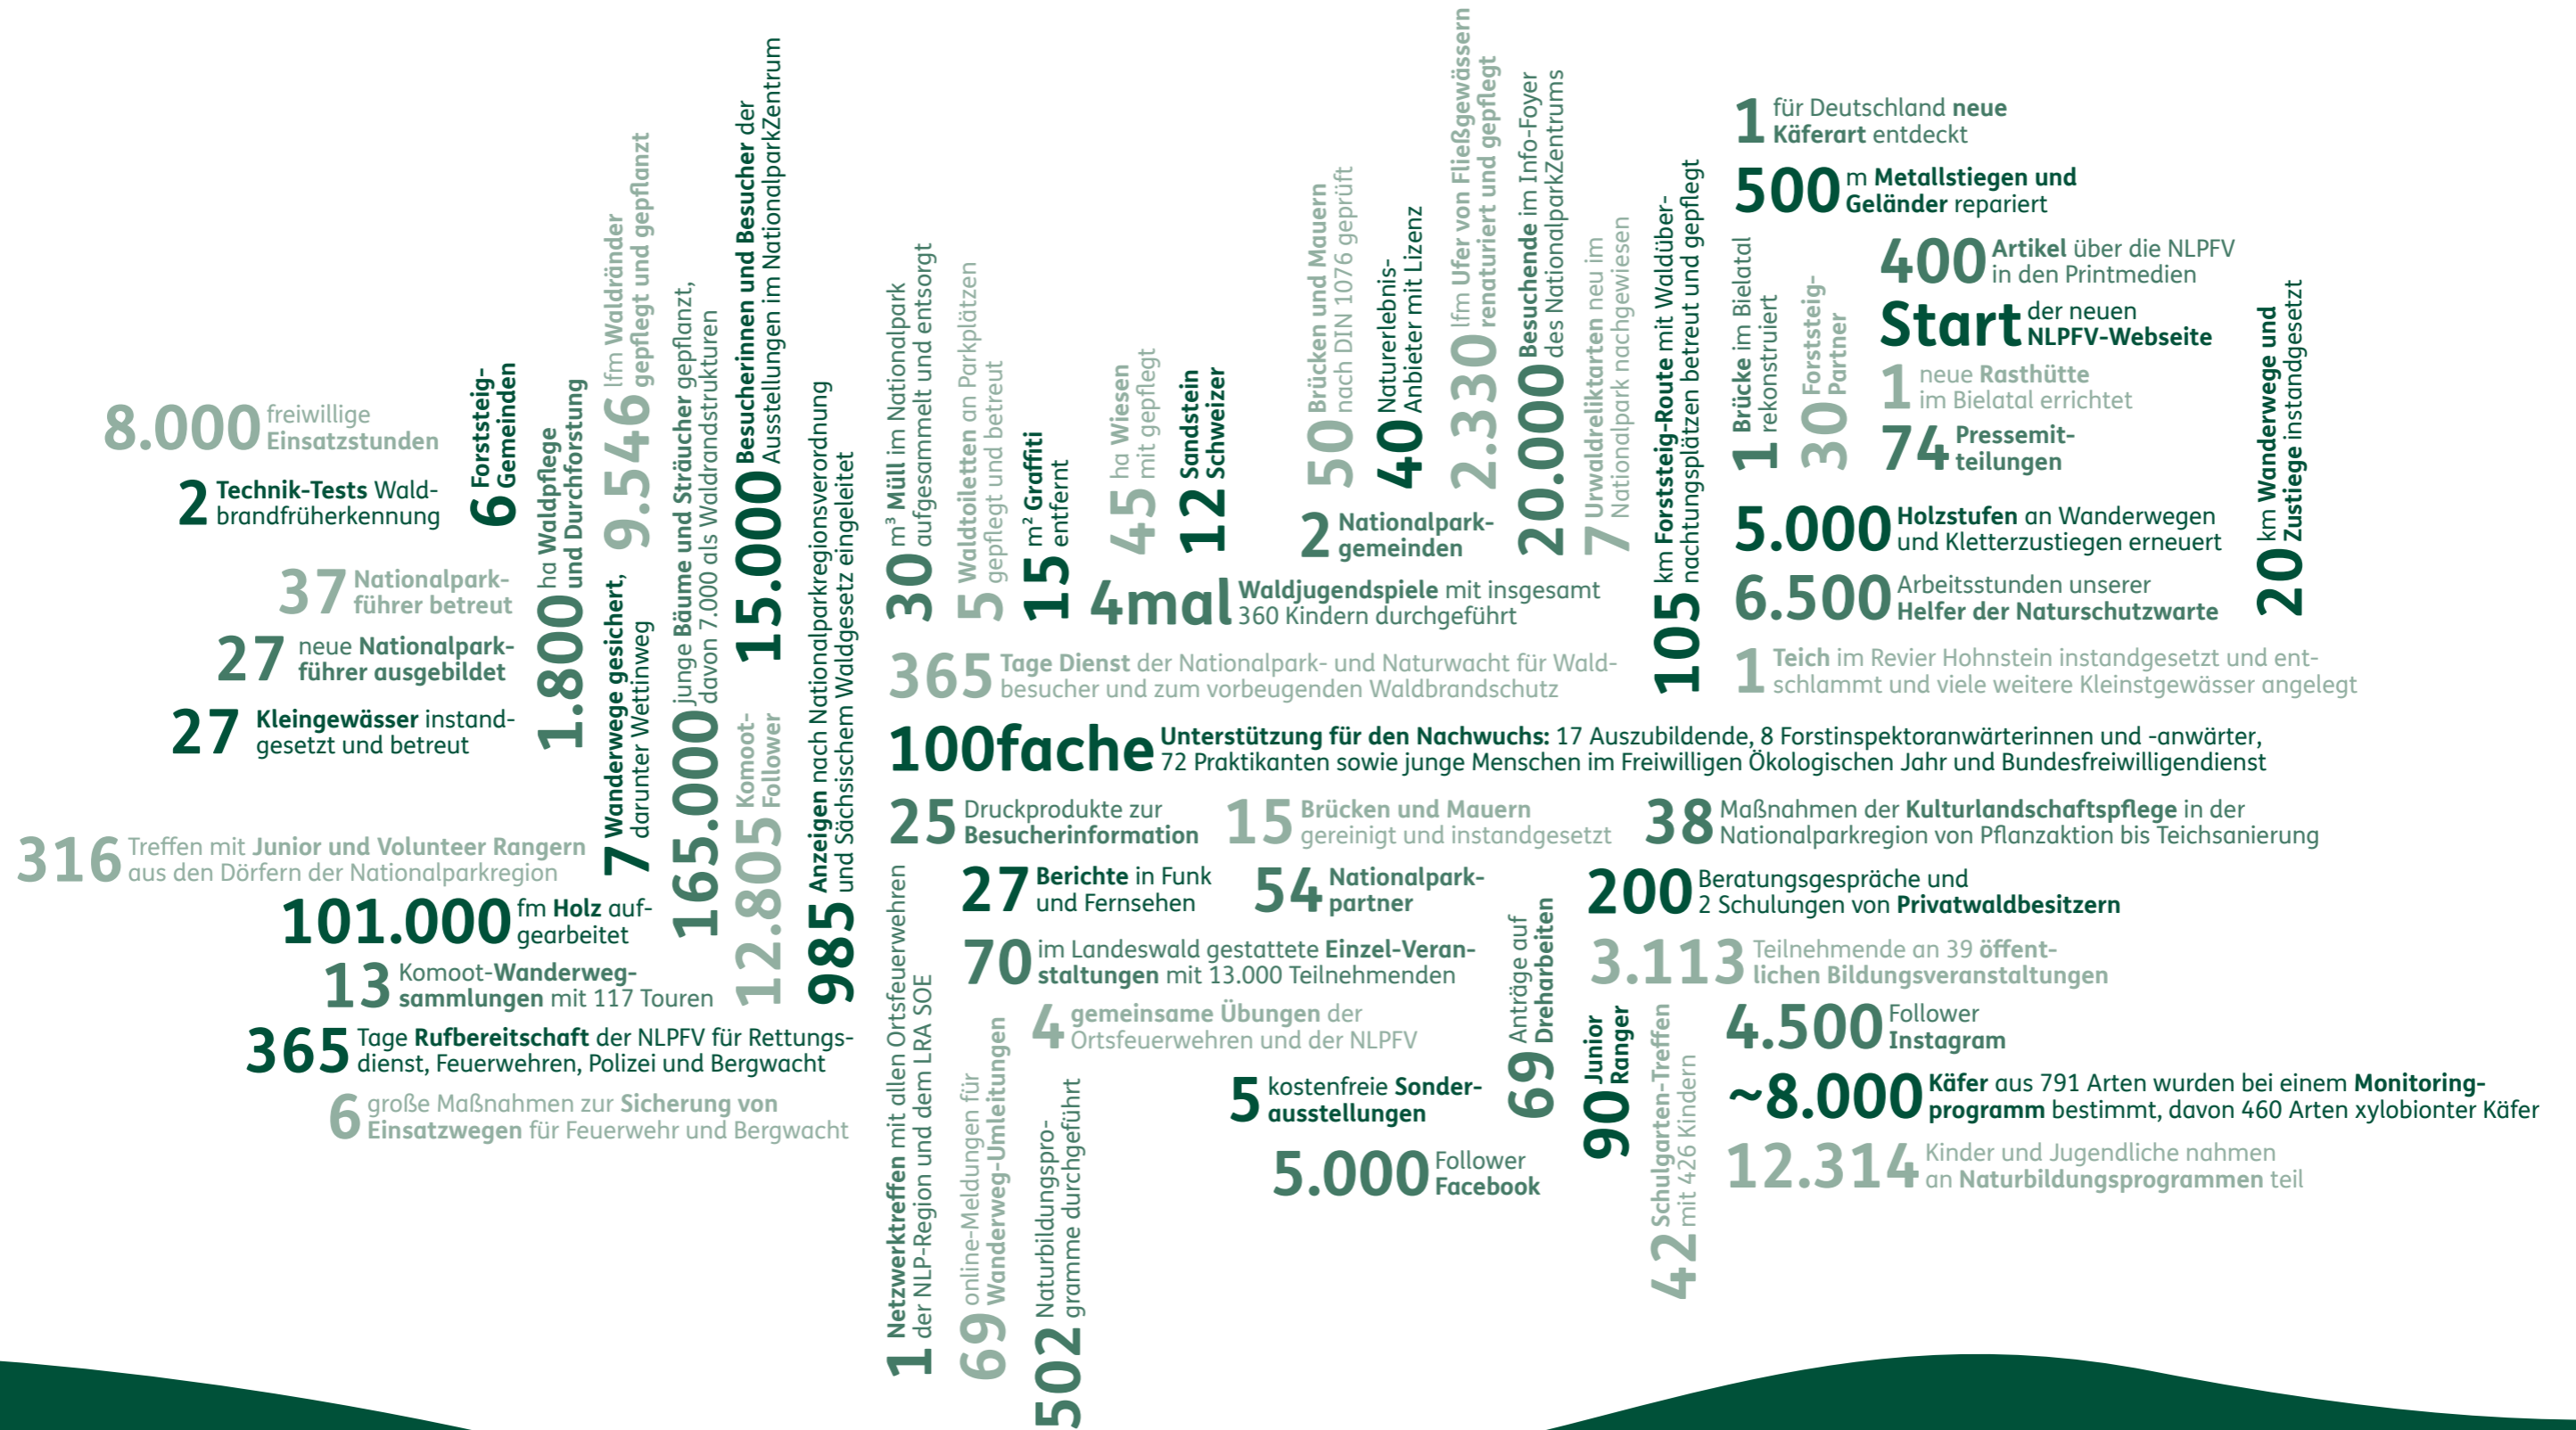 8.000 freiwillige
Einsatzstunden
2 Technik-Tests Wald-
brandfrüherkennung
37 Nationalpark-
führer betreut
27 neue Nationalpark-
führer ausgebildet
27 Kleingewässer instand-
gesetzt und betreut
316 Treffen mit Junior und Volunteer Rangern
aus den Dörfern der Nationalparkregion
101.000 fm Holz auf-
gearbeitet
13 Komoot-Wanderweg-
sammlungen mit 117 Touren
365 Tage Rufbereitschaft der NLPFV für Rettungs-
dienst, Feuerwehren, Polizei und Bergwacht
6 große Maßnahmen zur Sicherung von
Einsatzwegen für Feuerwehr und Bergwacht
6 Forststeig-
Gemeinden
1.800 ha Waldpflege
und Durchforstung
9.546 lfm Waldränder
gepflegt und gepflanzt
7 Wanderwege gesichert,
darunter Wettinweg
165.000 junge Bäume und Sträucher gepflanzt,
davon 7.000 als Waldrandstrukturen
15.000 Besucherinnen und Besucher der
Ausstellungen im NationalparkZentrum
12.805 Komoot-
Follower
985 Anzeigen nach Nationalparkregionsverordnung
und Sächsischem Waldgesetz eingeleitet
30 m³ Müll im Nationalpark
aufgesammelt und entsorgt
5 Waldtoiletten an Parkplätzen
gepflegt und betreut
15 m² Graffiti
entfernt
45 ha Wiesen
mit gepflegt
12 Sandstein
Schweizer
4mal Waldjugendspiele mit insgesamt
360 Kindern durchgeführt
50 Brücken und Mauern
nach DIN 1076 geprüft
40 Naturerlebnis-
Anbieter mit Lizenz
2 Nationalpark-
gemeinden
2.330 lfm Ufer von Fließgewässern
renaturiert und gepflegt
20.000 Besuchende im Info-Foyer
des NationalparkZentrums
7 Urwaldreliktarten neu im
Nationalpark nachgewiesen
105 km Forststeig-Route mit Waldüber-
nachtungsplätzen betreut und gepflegt
1 für Deutschland neue
Käferart entdeckt
500 m Metallstiegen und
Geländer repariert
1 Brücke im Bielatal
rekonstruiert
30 Forststeig-
Partner
400 Artikel über die NLPFV
in den Printmedien
Start der neuen
NLPFV-Webseite
1 neue Rasthütte
im Bielatal errichtet
74 Pressemit-
teilungen
20 km Wanderwege und
Zustiege instandgesetzt
5.000 Holzstufen an Wanderwegen
und Kletterzustiegen erneuert
6.500 Arbeitsstunden unserer
Helfer der Naturschutzwarte
365 Tage Dienst der Nationalpark- und Naturwacht für Wald-
besucher und zum vorbeugenden Waldbrandschutz
1 Teich im Revier Hohnstein instandgesetzt und ent-
schlammt und viele weitere Kleinstgewässer angelegt
100fache Unterstützung für den Nachwuchs: 17 Auszubildende, 8 Forstinspektoranwärterinnen und -anwärter,
72 Praktikanten sowie junge Menschen im Freiwilligen Ökologischen Jahr und Bundesfreiwilligendienst
25 Druckprodukte zur
Besucherinformation
15 Brücken und Mauern
gereinigt und instandgesetzt
38 Maßnahmen der Kulturlandschaftspflege in der
Nationalparkregion von Pflanzaktion bis Teichsanierung
1 Netzwerktreffen mit allen Ortsfeuerwehren
der NLP-Region und dem LRA SOE
27 Berichte in Funk
und Fernsehen
54 Nationalpark-
partner
200 Beratungsgespräche und
2 Schulungen von Privatwaldbesitzern
70 im Landeswald gestattete Einzel-Veran-
staltungen mit 13.000 Teilnehmenden
69 Anträge auf
Dreharbeiten
3.113 Teilnehmende an 39 öffent-
lichen Bildungsveranstaltungen
4 gemeinsame Übungen der
Ortsfeuerwehren und der NLPFV
69 online-Meldungen für
Wanderweg-Umleitungen
502 Naturbildungspro-
gramme durchgeführt
5 kostenfreie Sonder-
ausstellungen
5.000 Follower
Facebook
90 Junior
Ranger
42 Schulgarten-Treffen
mit 426 Kindern
4.500 Follower
Instagram
~8.000 Käfer aus 791 Arten wurden bei einem Monitoring-
programm bestimmt, davon 460 Arten xylobionter Käfer
12.314 Kinder und Jugendliche nahmen
an Naturbildungsprogrammen teil